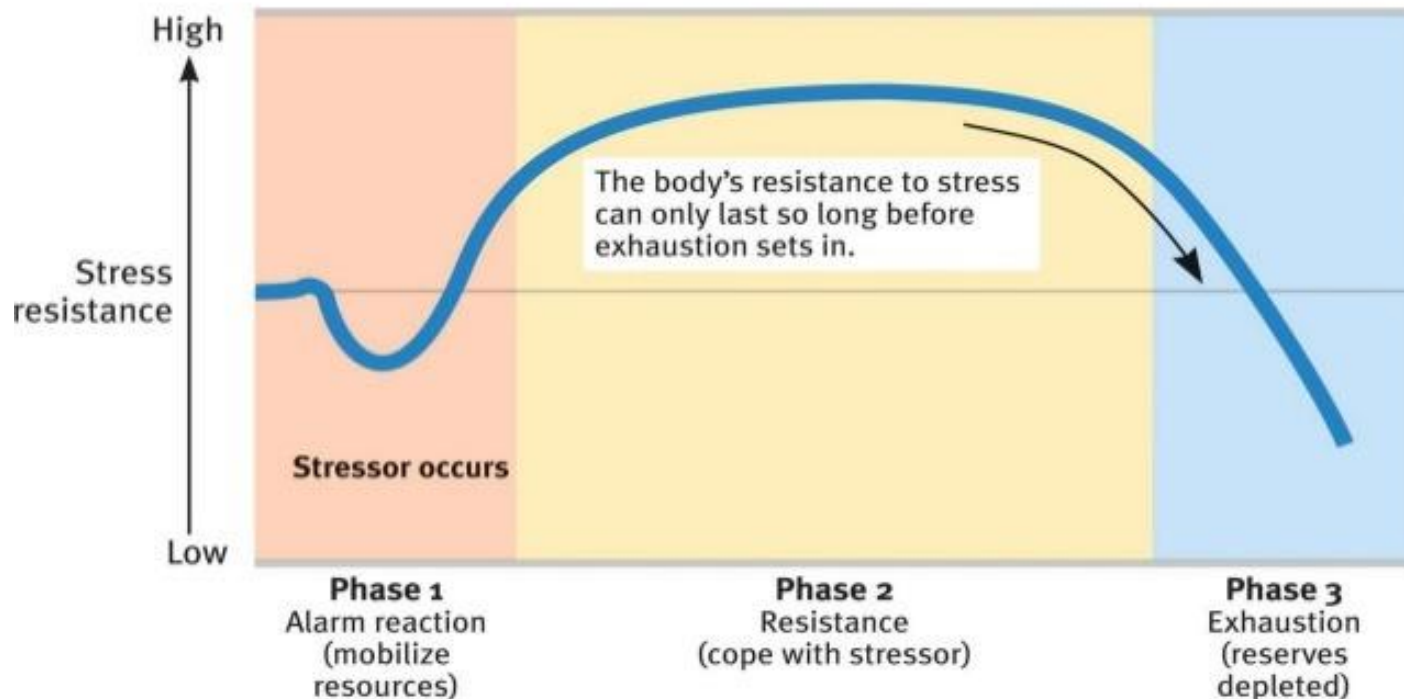 High
Stress
resistance
Low
The body's resistance to stress
can only last so long before
exhaustion sets in.
Stressor occurs
Phase 1
Alarm reaction
(mobilize
resources)
Phase 2
Resistance
(cope with stressor)
Phase 3
Exhaustion
(reserves
depleted)